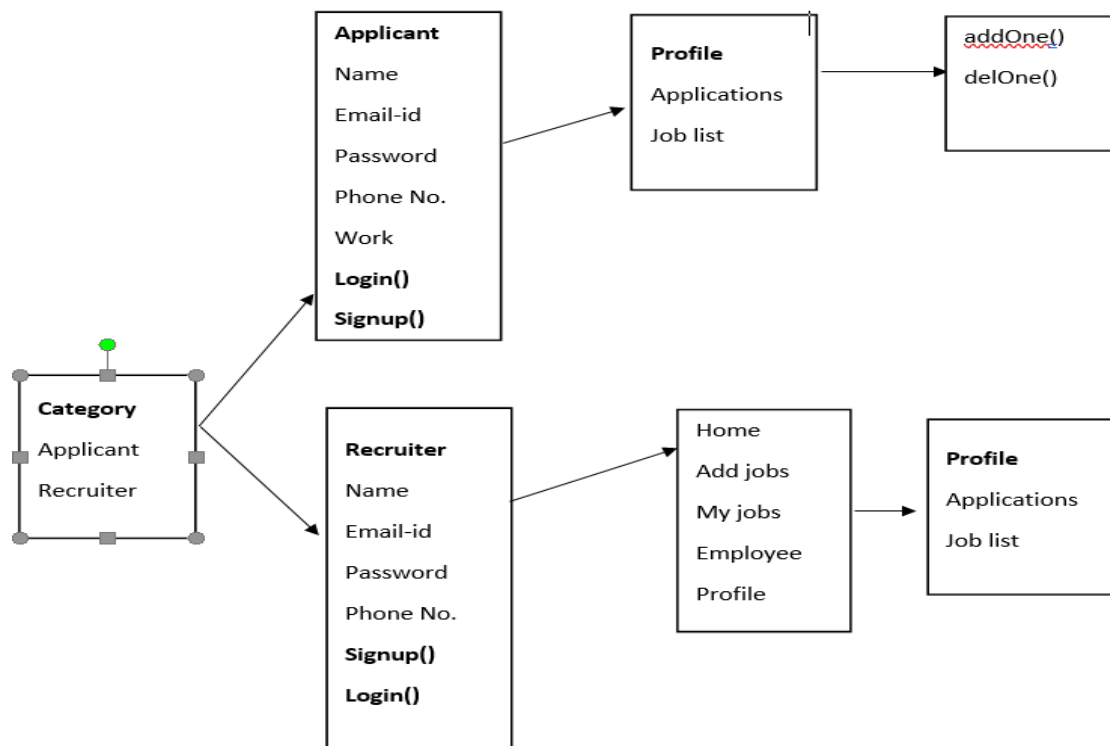 Applicant
Name
Email-id
Password
Phone No.
Work
Login()
Signup()
Profile
Applications
Job list
addOne()
delOne()
Category
Applicant
Recruiter
Recruiter
Name
Email-id
Password
Phone No.
Signup()
Login()
Home
Add jobs
My jobs
Employee
Profile
Profile
Applications
Job list